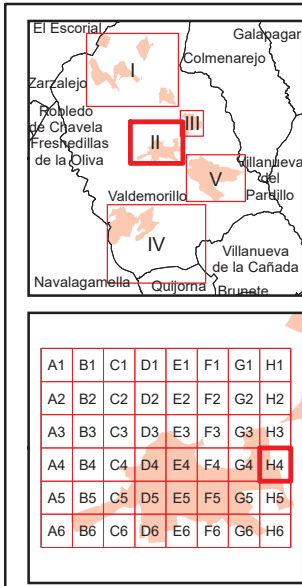 El Escorial
Galapagar
I
Colmenarejo
Zarzalejo
Robledo
de Chavela
III
Fresnedillas
de la Oliva
II
Villanueva
del
Pardillo
V
Valdemorillo
IV
Villanueva
de la Cañada
Navalagamella
Quijorna
Brunete
A1 B1 C1 D1 E1 F1 G1 H1
A2 B2 C2 D2 E2 F2 G2 H2
A3 B3 C3 D3 E3 F3 G3 H3
A4 B4 C4 D4 E4 F4 G4 H4
A5 B5 C5 D5 E5 F5 G5 H5
A6 B6 C6 D6 E6 F6 G6 H6